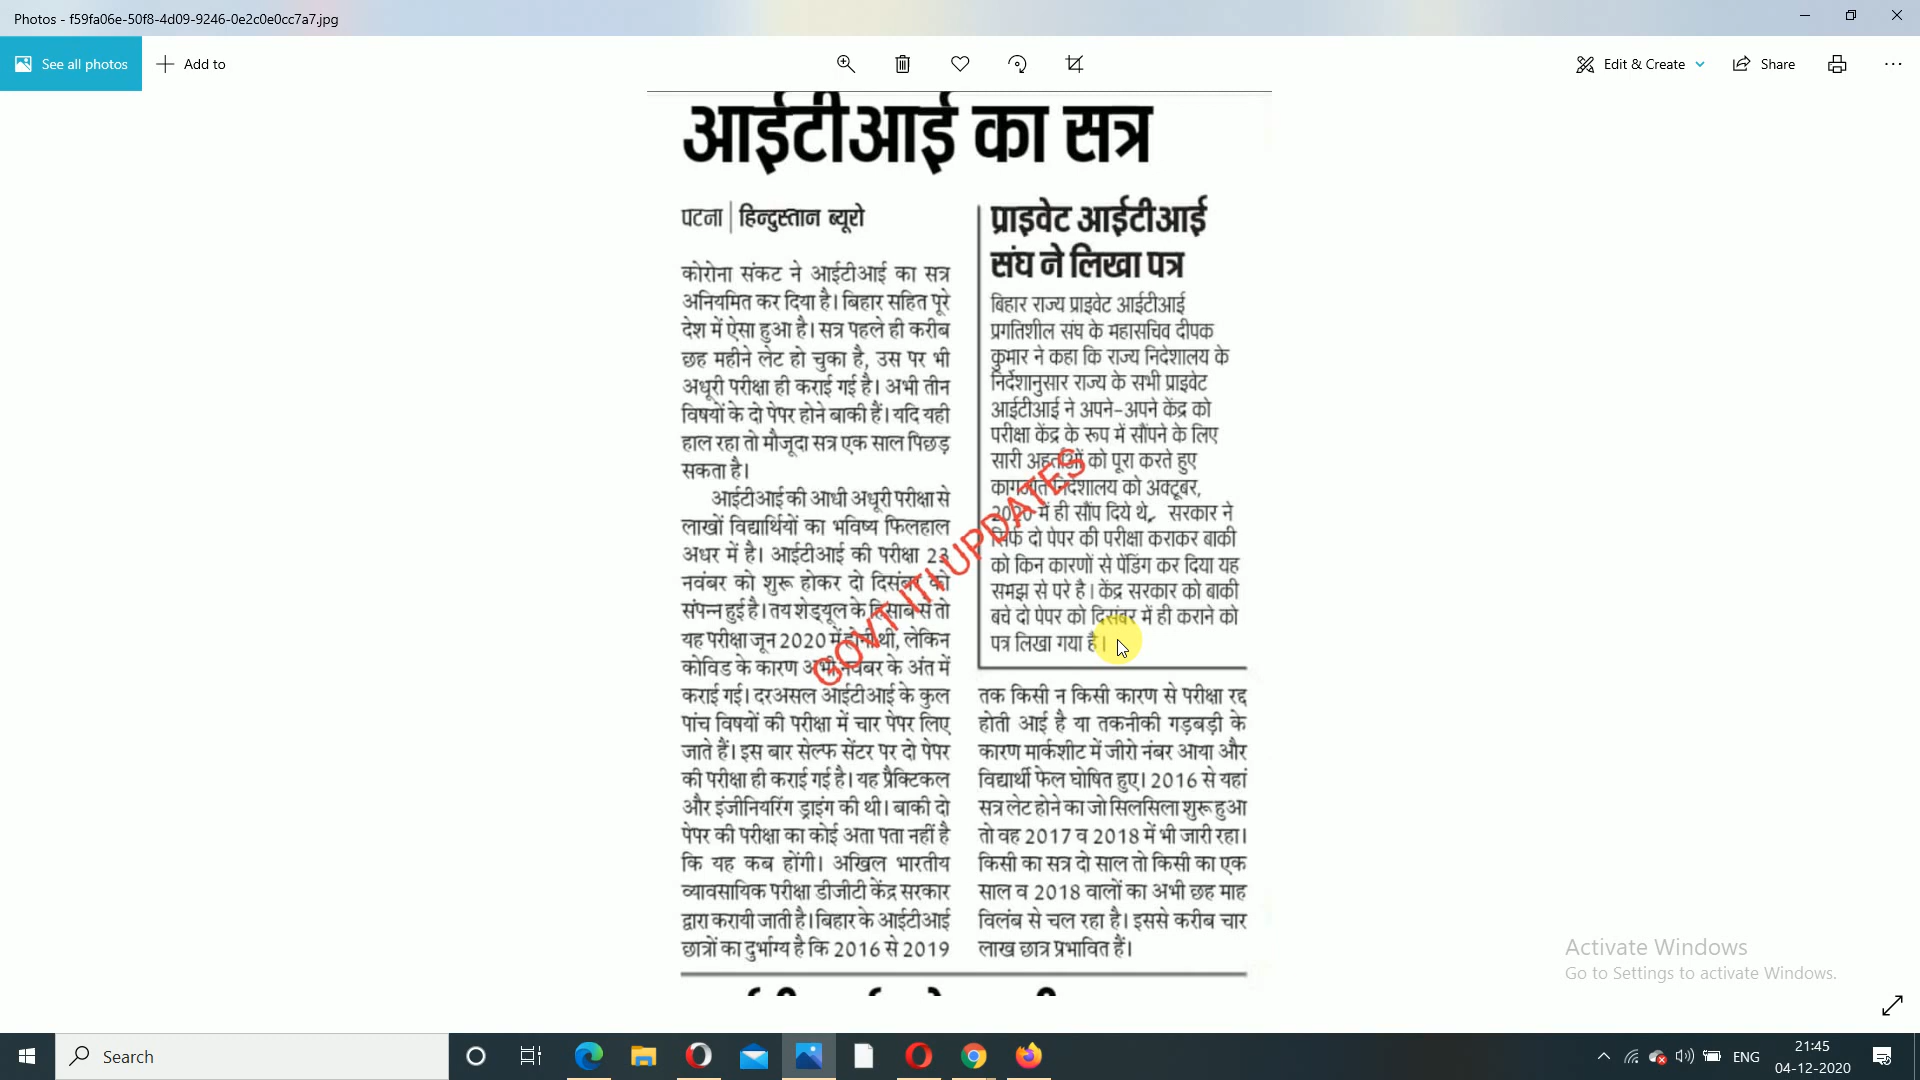 Photos - f59fa06e-50f8-4d09-9246-0e2c0e0cc7a7.jpg
See all photos
Add to
Edit & Create
Share
आईटीआई का सत्र
पटना | हिन्दुस्तान ब्यूरो
कोरोना संकट ने आईटीआई का सत्र
अनियमित कर दिया है। बिहार सहित पूरे
देश में ऐसा हुआ है। सत्र पहले ही करीब
छह महीने लेट हो चुका है, उस पर भी
अधूरी परीक्षा ही कराई गई है। अभी तीन
विषयों के दो पेपर होने बाकी हैं। यदि यही
हाल रहा तो मौजूदा सत्र एक साल पिछड़
सकता है।
आईटीआई की आधी अधूरी परीक्षा से
लाखों विद्यार्थियों का भविष्य फिलहाल
अधर में है। आईटीआई की परीक्षा 23
नवंबर को शुरू होकर दो दिसंबर को
संपन्न हुई है। तय शेड्यूल के हिसाब से तो
यह परीक्षा जून 2020 में होनी थी, लेकिन
कोविड के कारण अभी नवंबर के अंत में
कराई गई। दरअसल आईटीआई के कुल
पांच विषयों की परीक्षा में चार पेपर लिए
जाते हैं। इस बार सेल्फ सेंटर पर दो पेपर
की परीक्षा ही कराई गई है। यह प्रैक्टिकल
और इंजीनियरिंग ड्राइंग की थी। बाकी दो
पेपर की परीक्षा का कोई अता पता नहीं है
कि यह कब होंगी। अखिल भारतीय
व्यावसायिक परीक्षा डीजीटी केंद्र सरकार
द्वारा करायी जाती है। बिहार के आईटीआई
छात्रों का दुर्भाग्य है कि 2016 से 2019
प्राइवेट आईटीआई
संघ ने लिखा पत्र
बिहार राज्य प्राइवेट आईटीआई
प्रगतिशील संघ के महासचिव दीपक
कुमार ने कहा कि राज्य निदेशालय के
निर्देशानुसार राज्य के सभी प्राइवेट
आईटीआई ने अपने-अपने केंद्र को
परीक्षा केंद्र के रूप में सौंपने के लिए
सारी अहर्ताओं को पूरा करते हुए
कागजात निदेशालय को अक्टूबर,
2020 में ही सौंप दिये थे, सरकार ने
सिर्फ दो पेपर की परीक्षा कराकर बाकी
को किन कारणों से पेंडिंग कर दिया यह
समझ से परे है। केंद्र सरकार को बाकी
बचे दो पेपर को दिसंबर में ही कराने को
पत्र लिखा गया है।
तक किसी न किसी कारण से परीक्षा रद्द
होती आई है या तकनीकी गड़बड़ी के
कारण मार्कशीट में जीरो नंबर आया और
विद्यार्थी फेल घोषित हुए। 2016 से यहां
सत्र लेट होने का जो सिलसिला शुरू हुआ
तो वह 2017 व 2018 में भी जारी रहा।
किसी का सत्र दो साल तो किसी का एक
साल व 2018 वालों का अभी छह माह
विलंब से चल रहा है। इससे करीब चार
लाख छात्र प्रभावित हैं।
GOVT ITI UPDATES
Activate Windows
Go to Settings to activate Windows.
Search
ENG
21:45
04-12-2020